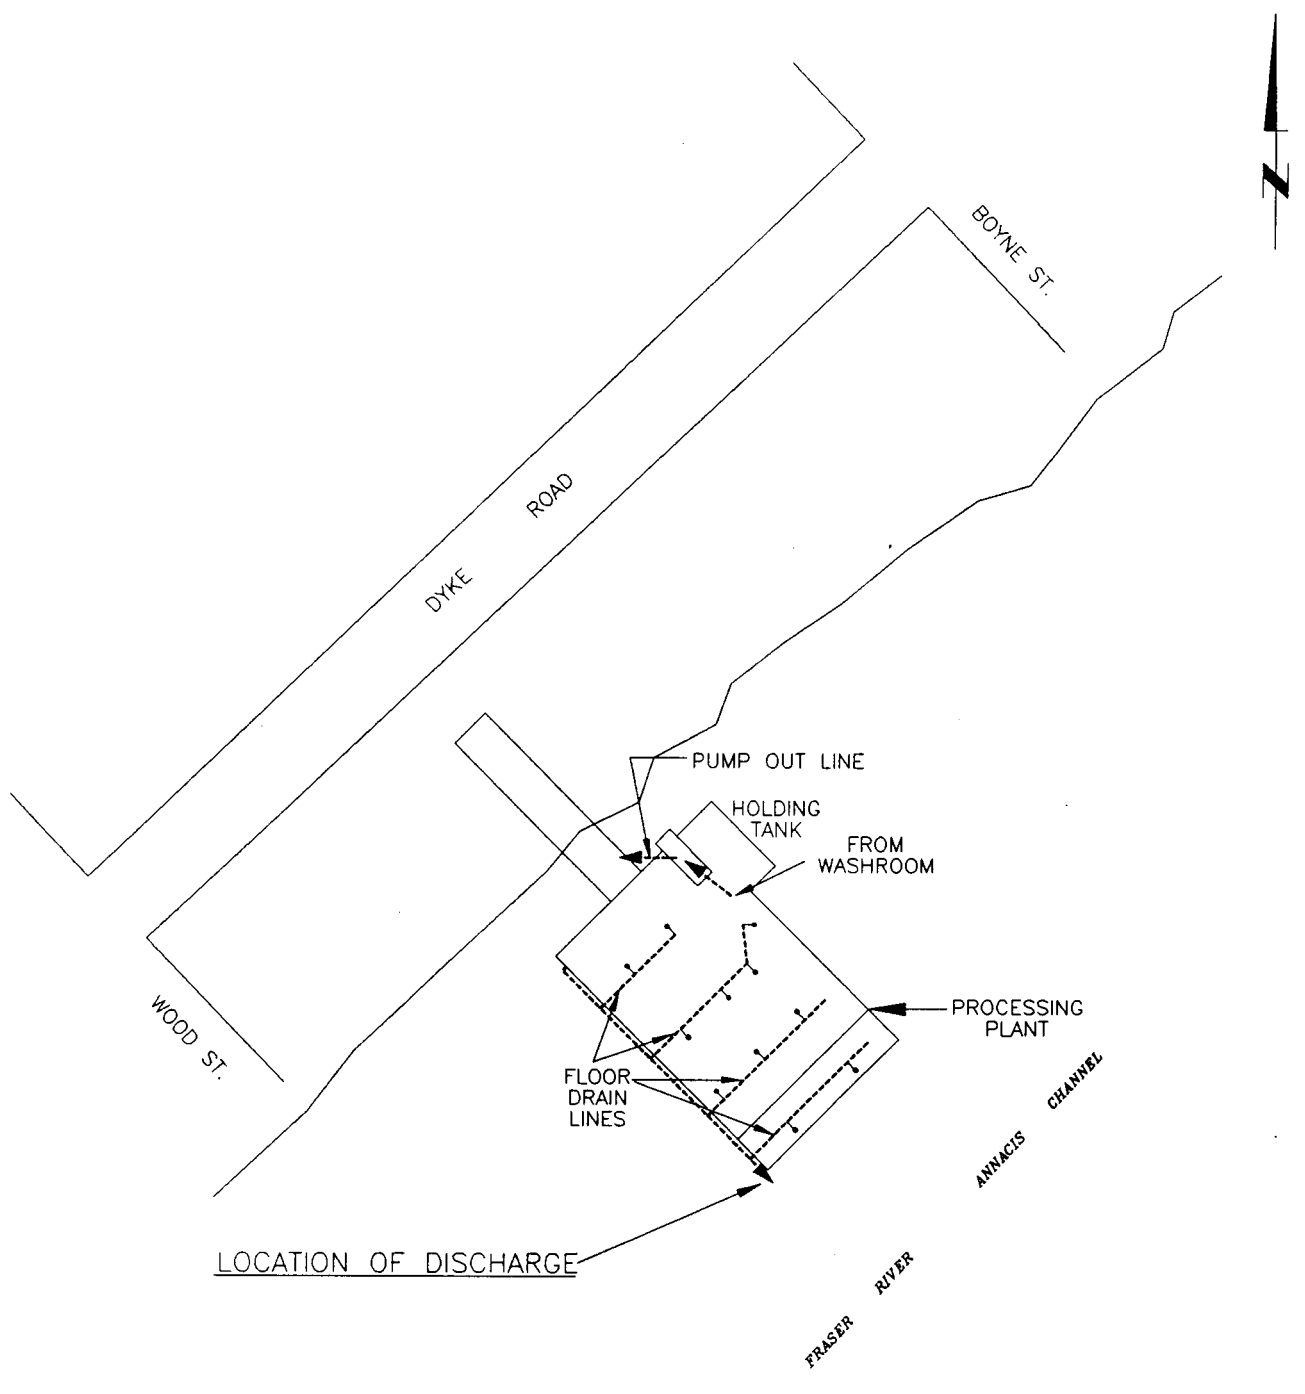 N
BOYNE ST.
DYKE ROAD
PUMP OUT LINE
HOLDING
TANK
FROM
WASHROOM
WOOD ST.
PROCESSING
PLANT
FLOOR
DRAIN
LINES
LOCATION OF DISCHARGE
FRASER RIVER ANNACIS CHANNEL